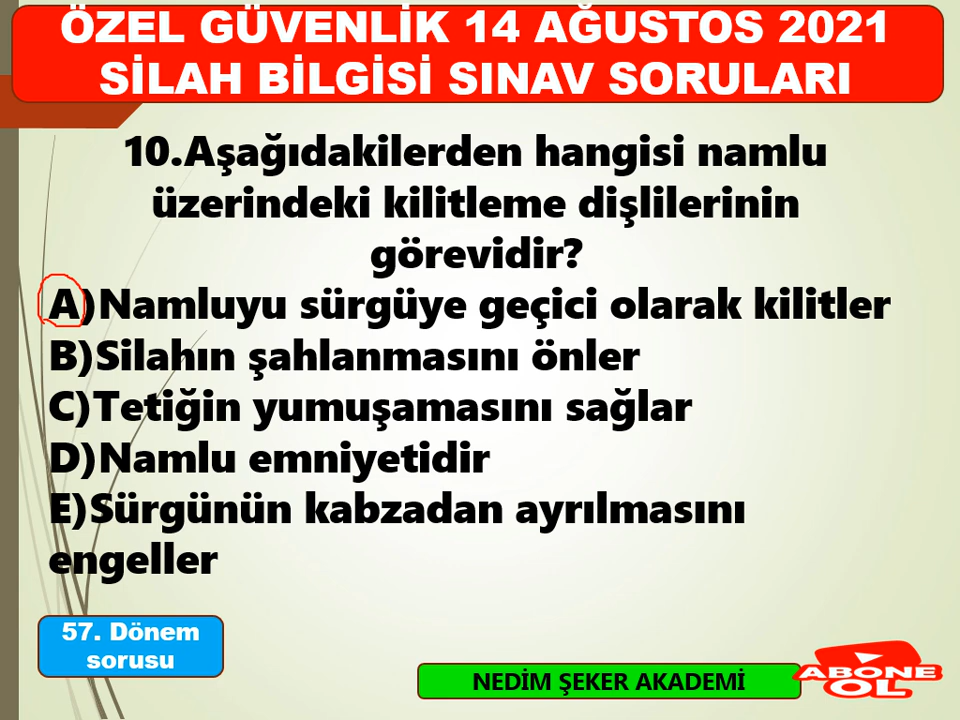 ÖZEL GÜVENLİK 14 AĞUSTOS 2021
SİLAH BİLGİSİ SINAV SORULARI
10.Aşağıdakilerden hangisi namlu
üzerindeki kilitleme dişlilerinin
görevidir?
A)Namluyu sürgüye geçici olarak kilitler
B)Silahın şahlanmasını önler
C)Tetiğin yumuşamasını sağlar
D)Namlu emniyetidir
E)Sürgünün kabzadan ayrılmasını
engeller
57. Dönem
sorusu
NEDİM ŞEKER AKADEMİ
ABONE
OL